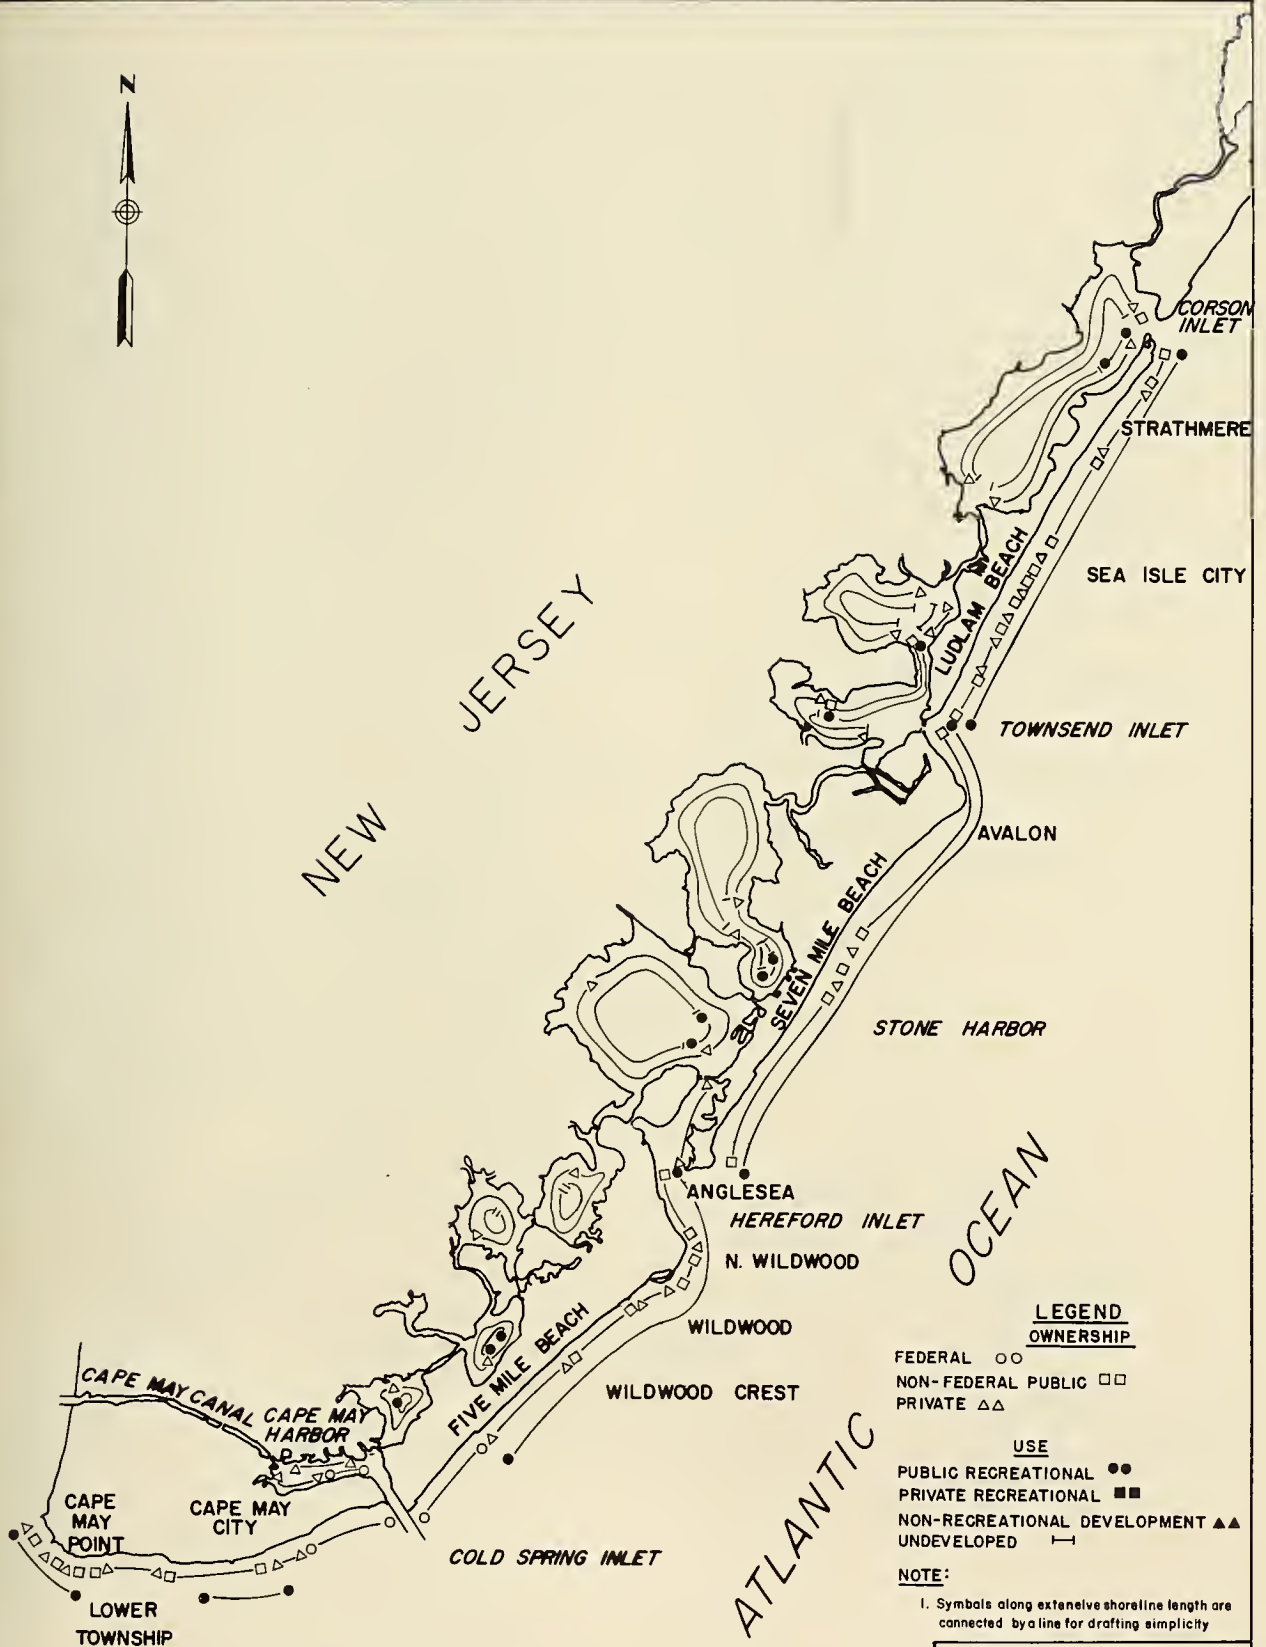 N
CORSON
INLET
STRATHMERE
SEA ISLE CITY
LUDLAM BEACH
NEW JERSEY
TOWNSEND INLET
AVALON
SEVEN MILE BEACH
STONE HARBOR
ANGLESEA
HEREFORD INLET
N. WILDWOOD
WILDWOOD
FIVE MILE BEACH
WILDWOOD CREST
CAPE MAY CANAL
CAPE MAY
HARBOR
CAPE
MAY
POINT
CAPE MAY
CITY
COLD SPRING INLET
LOWER
TOWNSHIP
ATLANTIC OCEAN
LEGEND
OWNERSHIP
FEDERAL
NON-FEDERAL PUBLIC
PRIVATE
USE
PUBLIC RECREATIONAL
PRIVATE RECREATIONAL
NON-RECREATIONAL DEVELOPMENT
UNDEVELOPED
NOTE:
1. Symbols along extensive shoreline length are
connected by a line for drafting simplicity